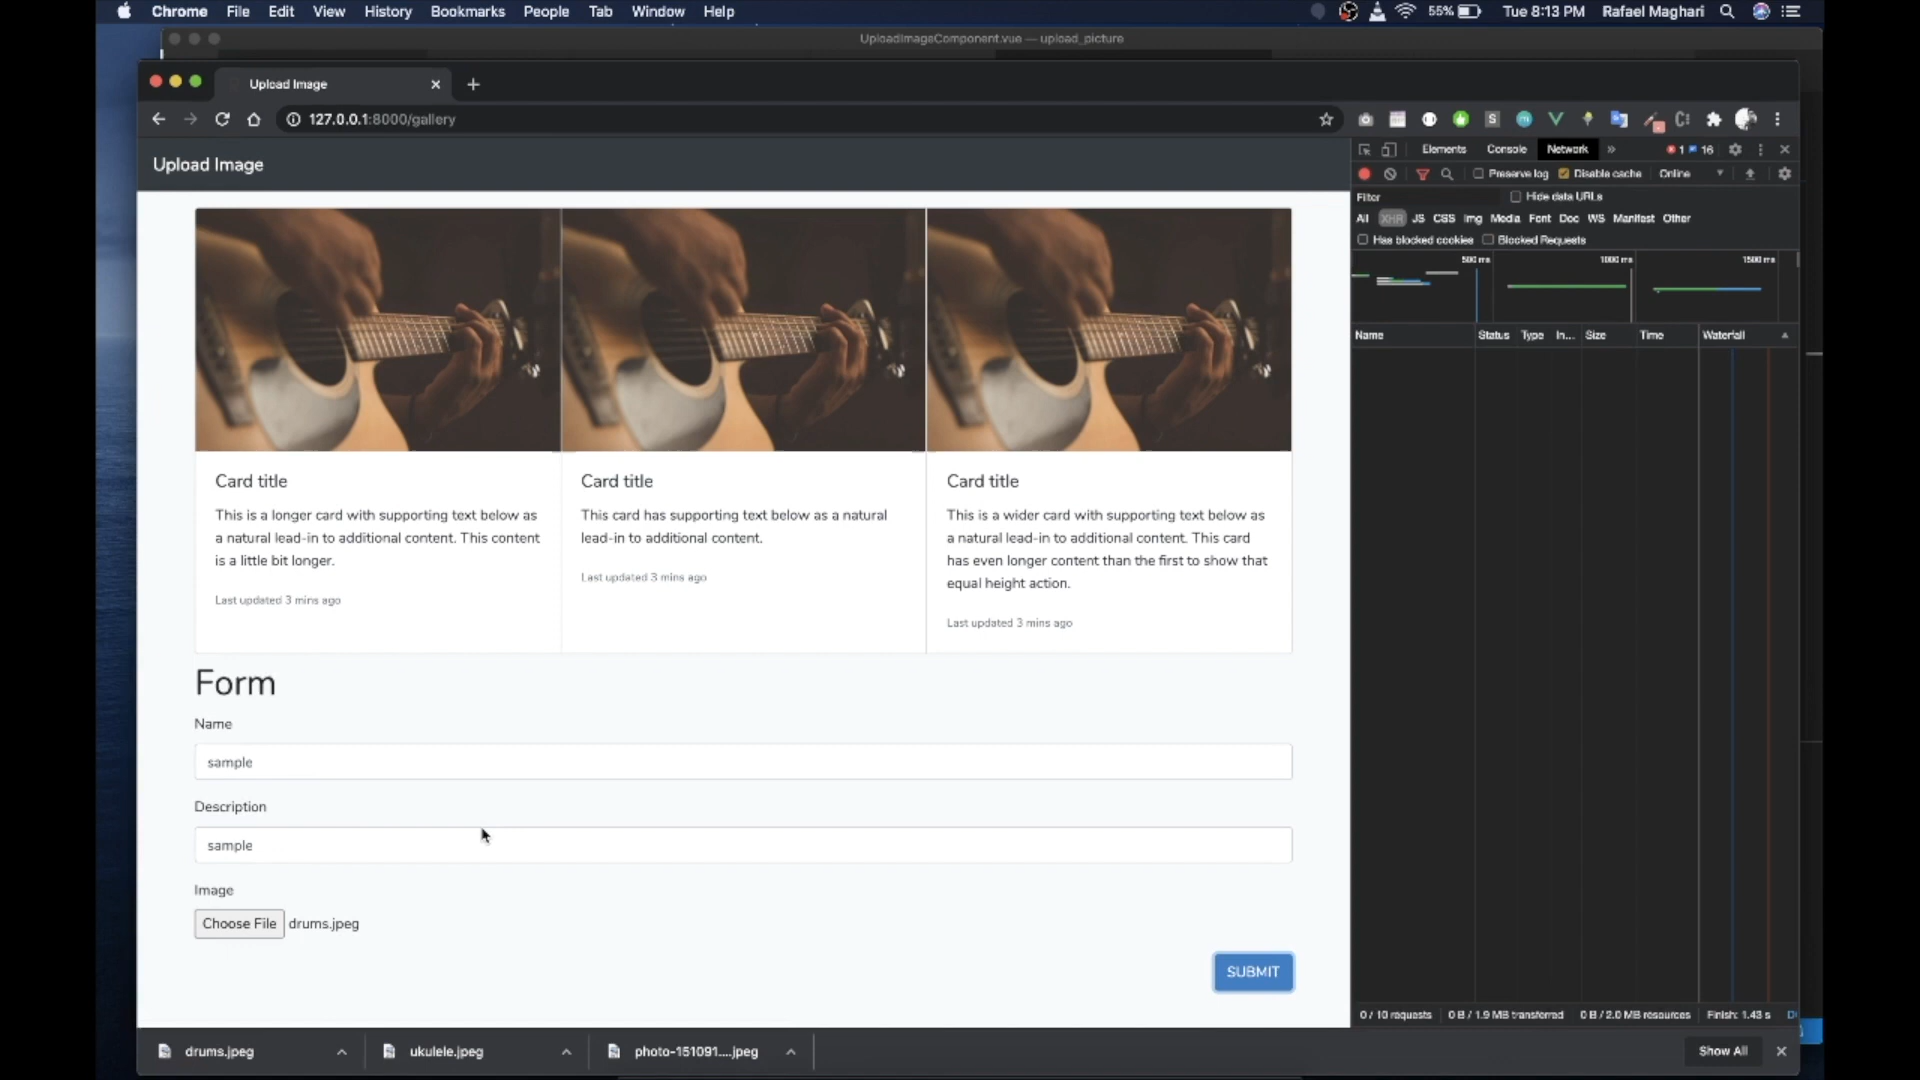 Chrome File Edit View History Bookmarks People Tab Window Help 55% Tue 8:13 PM Rafael Maghari
UploadImageComponent.vue — upload_picture
Upload Image
127.0.0.1:8000/gallery
Upload Image
Elements Console Network » 1 16
Preserve log Disable cache Online
Filter Hide data URLs
All XHR JS CSS Img Media Font Doc WS Manifest Other
Has blocked cookies Blocked Requests
500 ms 1000 ms 1500 ms
Name Status Type In... Size Time Waterfall
Card title
This is a longer card with supporting text below as
a natural lead-in to additional content. This content
is a little bit longer.
Last updated 3 mins ago
Card title
This card has supporting text below as a natural
lead-in to additional content.
Last updated 3 mins ago
Card title
This is a wider card with supporting text below as
a natural lead-in to additional content. This card
has even longer content than the first to show that
equal height action.
Last updated 3 mins ago
Form
Name
sample
Description
sample
Image
Choose File drums.jpeg
SUBMIT
0 / 10 requests 0 B / 1.9 MB transferred 0 B / 2.0 MB resources Finish: 1.43 s
drums.jpeg ukulele.jpeg photo-151091....jpeg Show All